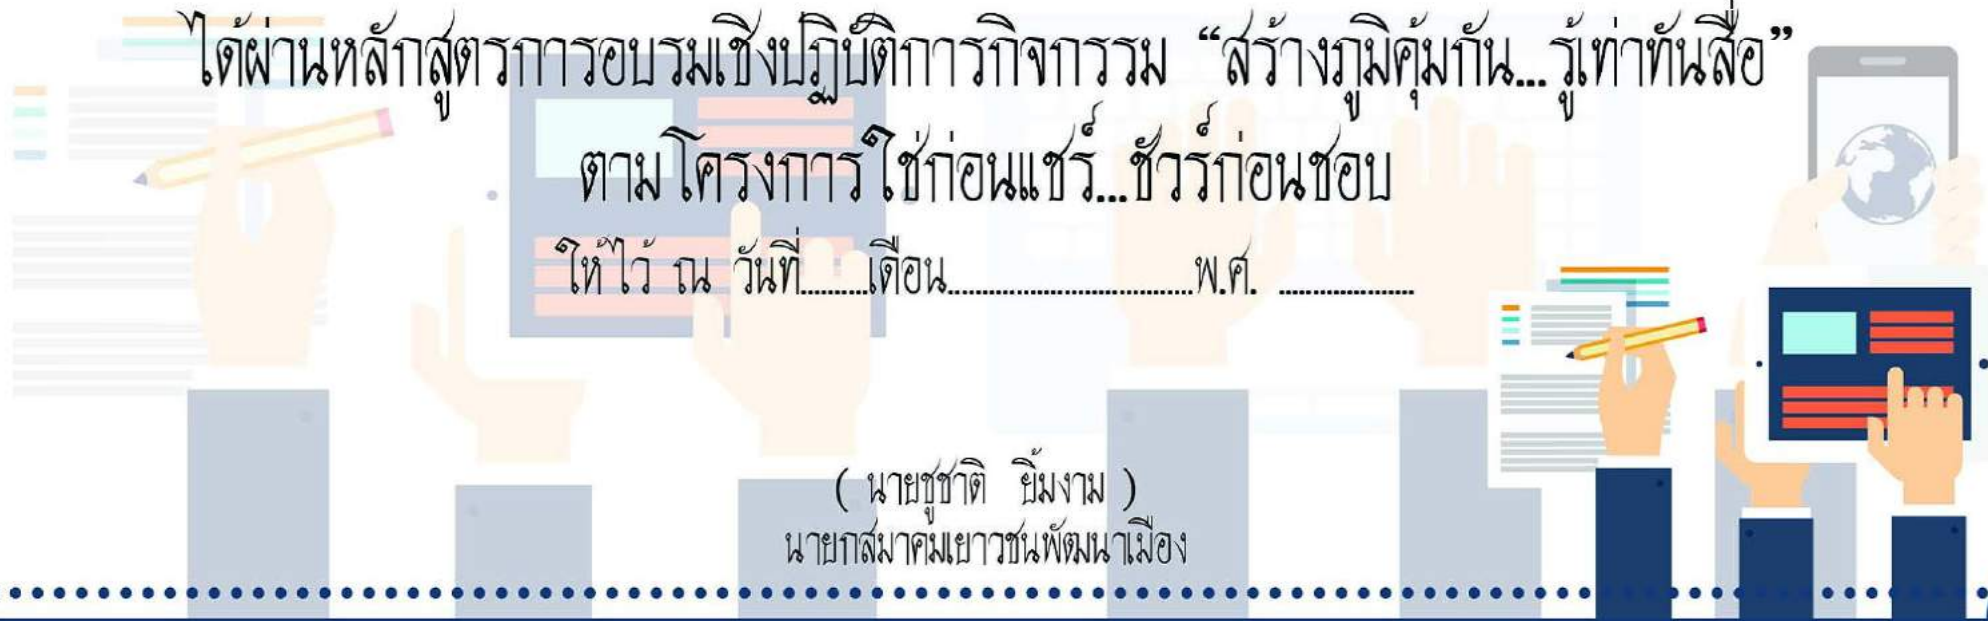 ได้ผ่านหลักสูตรการอบรมเชิงปฏิบัติการกิจกรรม “สร้างภูมิคุ้มกัน...รู้เท่าทันสื่อ”
ตามโครงการใช่ก่อนแชร์...ชัวร์ก่อนชอบ
ให้ไว้ ณ วันที่..........เดือน....................................พ.ศ. ....................
( นายชูชาติ ยิ้มงาม )
นายกสมาคมเยาวชนพัฒนาเมือง